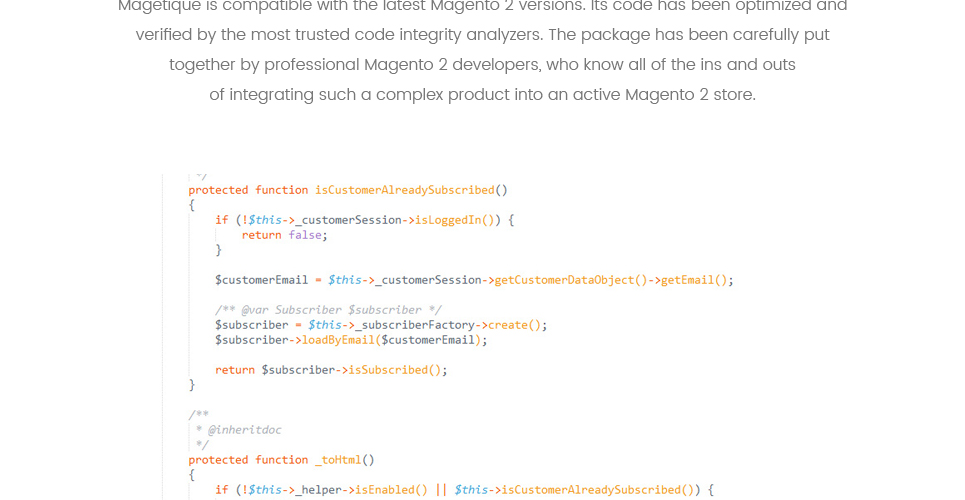 Magetique is compatible with the latest Magento 2 versions. Its code has been optimized and
verified by the most trusted code integrity analyzers. The package has been carefully put
together by professional Magento 2 developers, who know all of the ins and outs
of integrating such a complex product into an active Magento 2 store.
*/
protected function isCustomerAlreadySubscribed()
{
if (!$this->_customerSession->isLoggedIn()) {
return false;
}
$customerEmail = $this->_customerSession->getCustomerDataObject()->getEmail();
/** @var Subscriber $subscriber */
$subscriber = $this->_subscriberFactory->create();
$subscriber->loadByEmail($customerEmail);
return $subscriber->isSubscribed();
}
/**
* @inheritdoc
*/
protected function _toHtml()
{
if (!$this->_helper->isEnabled() || $this->isCustomerAlreadySubscribed()) {